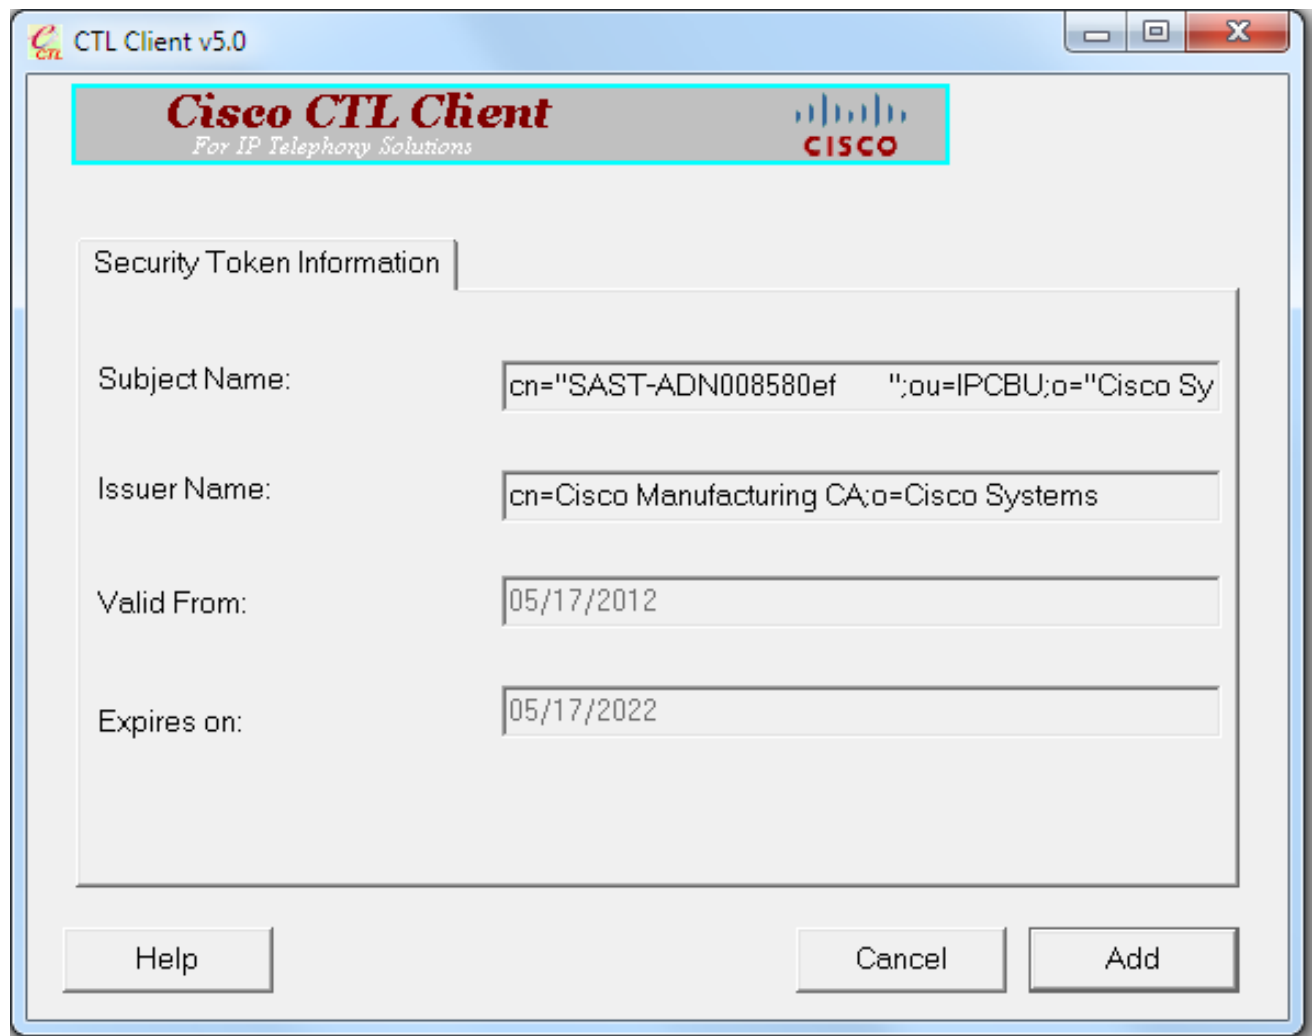 CTL Client v5.0
Cisco CTL Client
For IP Telephony Solutions
CISCO
Security Token Information
Subject Name:
cn="SAST-ADN008580ef      ";ou=IPCBU;o="Cisco Sy
Issuer Name:
cn=Cisco Manufacturing CA;o=Cisco Systems
Valid From:
05/17/2012
Expires on:
05/17/2022
Help
Cancel
Add